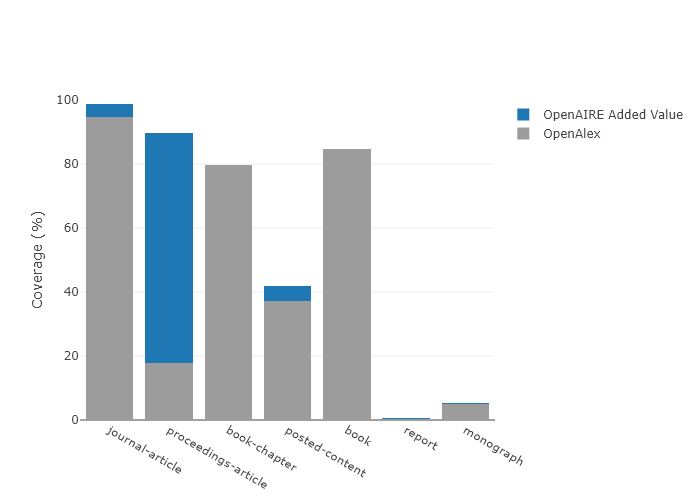 100
80
60
40
20
0
Coverage (%)
journal-article
proceedings-article
book-chapter
posted-content
book
report
monograph
OpenAIRE Added Value
OpenAlex